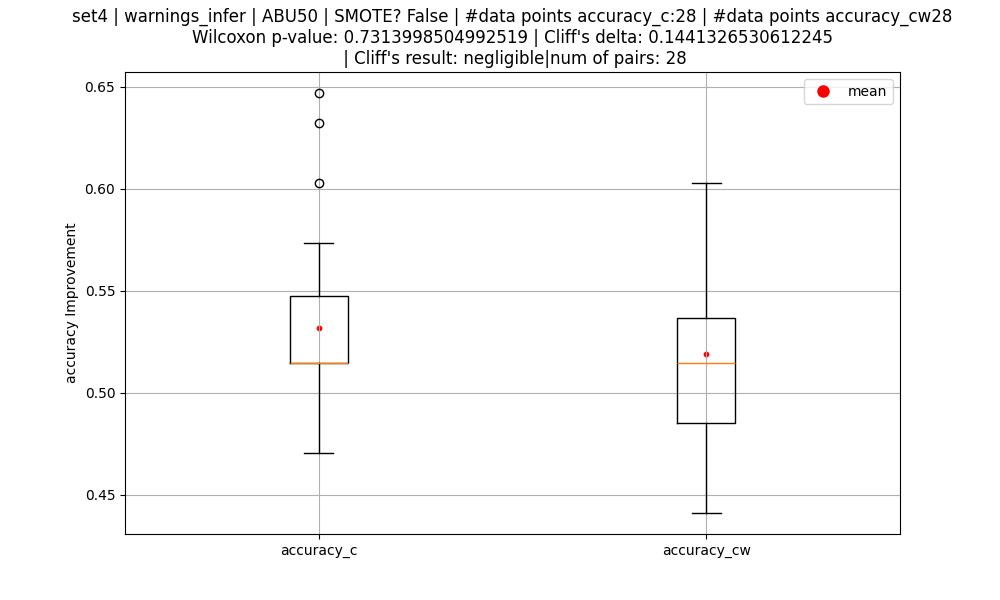 set4 | warnings_infer | ABU50 | SMOTE? False | #data points accuracy_c:28 | #data points accuracy_cw28
Wilcoxon p-value: 0.7313998504992519 | Cliff's delta: 0.1441326530612245
| Cliff's result: negligible|num of pairs: 28
mean
accuracy Improvement
0.65
0.60
0.55
0.50
0.45
accuracy_c
accuracy_cw